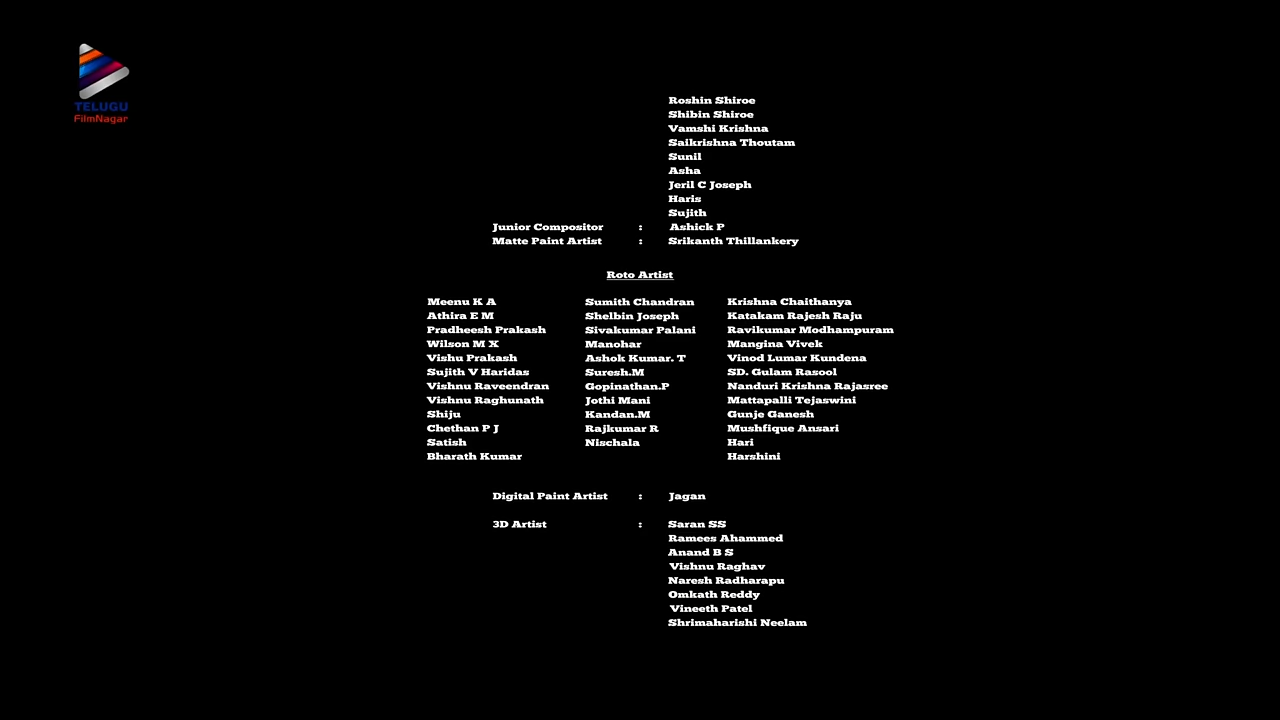 TELUGU
FilmNagar
Roshin Shiroe
Shibin Shiroe
Vamshi Krishna
Saikrishna Thoutam
Sunil
Asha
Jeril C Joseph
Haris
Sujith
Junior Compositor : Ashick P
Matte Paint Artist : Srikanth Thillankery
Roto Artist
Meenu K A Sumith Chandran Krishna Chaithanya
Athira E M Shelbin Joseph Katakam Rajesh Raju
Pradheesh Prakash Sivakumar Palani Ravikumar Modhampuram
Wilson M X Manohar Mangina Vivek
Vishu Prakash Ashok Kumar. T Vinod Lumar Kundena
Sujith V Haridas Suresh.M SD. Gulam Rasool
Vishnu Raveendran Gopinathan.P Nanduri Krishna Rajasree
Vishnu Raghunath Jothi Mani Mattapalli Tejaswini
Shiju Kandan.M Gunje Ganesh
Chethan P J Rajkumar R Mushfique Ansari
Satish Nischala Hari
Bharath Kumar Harshini
Digital Paint Artist : Jagan
3D Artist : Saran SS
Ramees Ahammed
Anand B S
Vishnu Raghav
Naresh Radharapu
Omkath Reddy
Vineeth Patel
Shrimaharishi Neelam